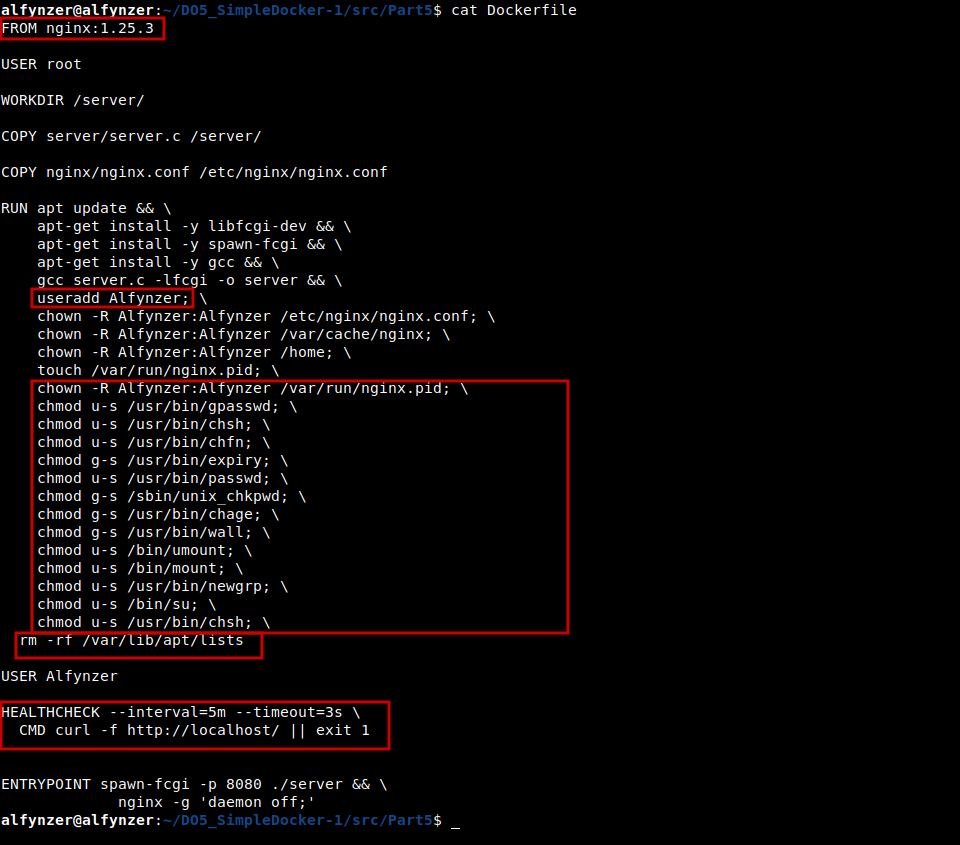 alfynzer@alfynzer:~/DO5_SimpleDocker-1/src/Part5$ cat Dockerfile
FROM nginx:1.25.3
USER root
WORKDIR /server/
COPY server/server.c /server/
COPY nginx/nginx.conf /etc/nginx/nginx.conf
RUN apt update && \
    apt-get install -y libfcgi-dev && \
    apt-get install -y spawn-fcgi && \
    apt-get install -y gcc && \
    gcc server.c -lfcgi -o server && \
    useradd Alfynzer; \
    chown -R Alfynzer:Alfynzer /etc/nginx/nginx.conf; \
    chown -R Alfynzer:Alfynzer /var/cache/nginx; \
    chown -R Alfynzer:Alfynzer /home; \
    touch /var/run/nginx.pid; \
    chown -R Alfynzer:Alfynzer /var/run/nginx.pid; \
    chmod u-s /usr/bin/gpasswd; \
    chmod u-s /usr/bin/chsh; \
    chmod u-s /usr/bin/chfn; \
    chmod g-s /usr/bin/expiry; \
    chmod u-s /usr/bin/passwd; \
    chmod g-s /sbin/unix_chkpwd; \
    chmod g-s /usr/bin/chage; \
    chmod g-s /usr/bin/wall; \
    chmod u-s /bin/umount; \
    chmod u-s /bin/mount; \
    chmod u-s /usr/bin/newgrp; \
    chmod u-s /bin/su; \
    chmod u-s /usr/bin/chsh; \
  rm -rf /var/lib/apt/lists
USER Alfynzer
HEALTHCHECK --interval=5m --timeout=3s \
  CMD curl -f http://localhost/ || exit 1
ENTRYPOINT spawn-fcgi -p 8080 ./server && \
             nginx -g 'daemon off;'
alfynzer@alfynzer:~/DO5_SimpleDocker-1/src/Part5$ _